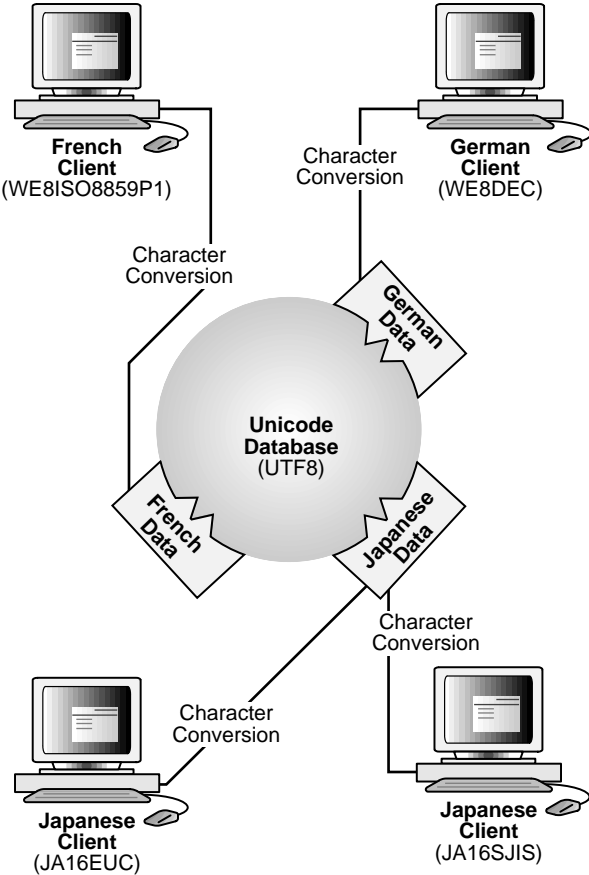 French
Client
(WE8ISO8859P1)
German
Client
(WE8DEC)
Character
Conversion
Character
Conversion
German
Data
Unicode
Database
(UTF8)
French
Data
Japanese
Data
Character
Conversion
Character
Conversion
Japanese
Client
(JA16EUC)
Japanese
Client
(JA16SJIS)